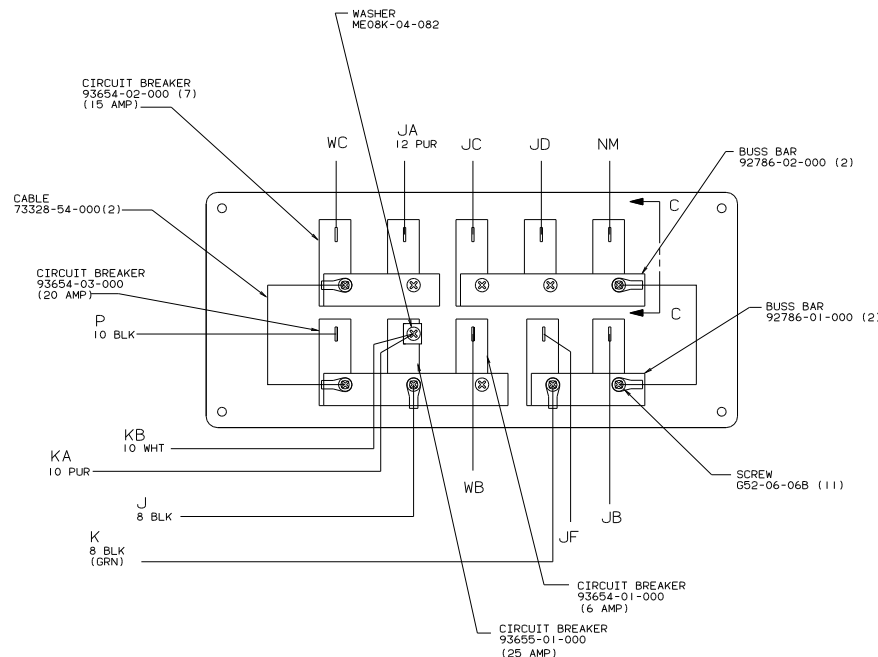 WASHER
ME08K-04-082
CIRCUIT BREAKER
93654-02-000 (7)
(15 AMP)
WC
JA
12 PUR
JC
JD
NM
BUSS BAR
92786-02-000 (2)
CABLE
73328-54-000(2)
C
CIRCUIT BREAKER
93654-03-000
(20 AMP)
P
10 BLK
C
BUSS BAR
92786-01-000 (2)
KB
10 WHT
KA
10 PUR
J
8 BLK
K
8 BLK
(GRN)
WB
JF
JB
SCREW
G52-06-06B (11)
CIRCUIT BREAKER
93654-01-000
(6 AMP)
CIRCUIT BREAKER
93655-01-000
(25 AMP)